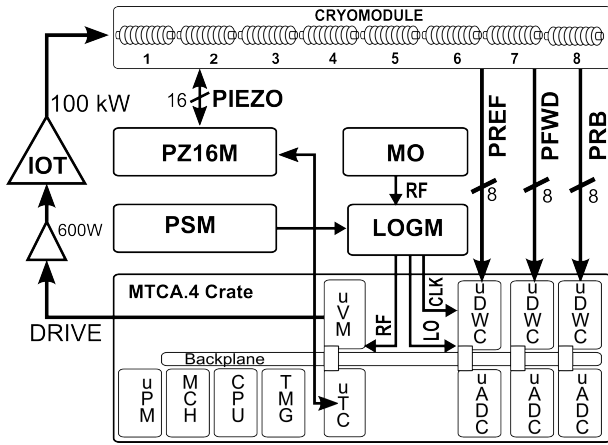 CRYOMODULE
1 2 3 4 5 6 7 8
100 kW
16
PIEZO
PREF
PFWD
PRB
IOT
PZ16M
MO
RF
8
8
8
600W
PSM
LOGM
MTCA.4 Crate
uVM
RF
LO
CLK
uDWC
uDWC
uDWC
DRIVE
Backplane
uPM
MCH
CPU
TMG
uTC
uADC
uADC
uADC